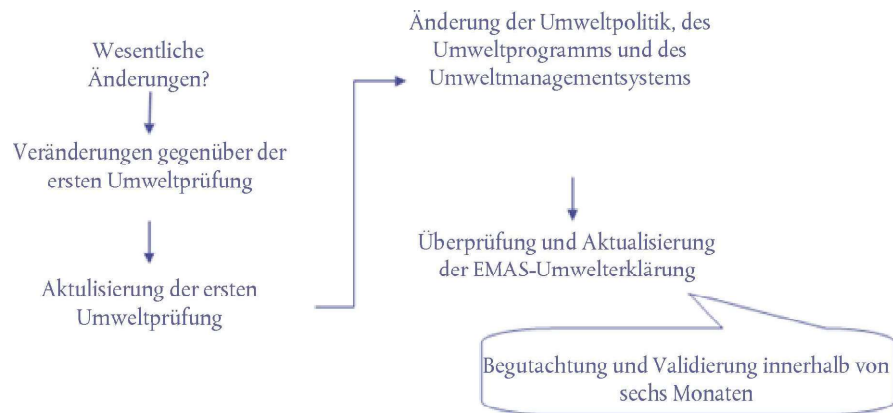 Wesentliche
Änderungen?
Veränderungen gegenüber der
ersten Umweltprüfung
Aktulisierung der ersten
Umweltprüfung
Änderung der Umweltpolitik, des
Umweltprogramms und des
Umweltmanagementsystems
Überprüfung und Aktualisierung
der EMAS-Umwelterklärung
Begutachtung und Validierung innerhalb von
sechs Monaten